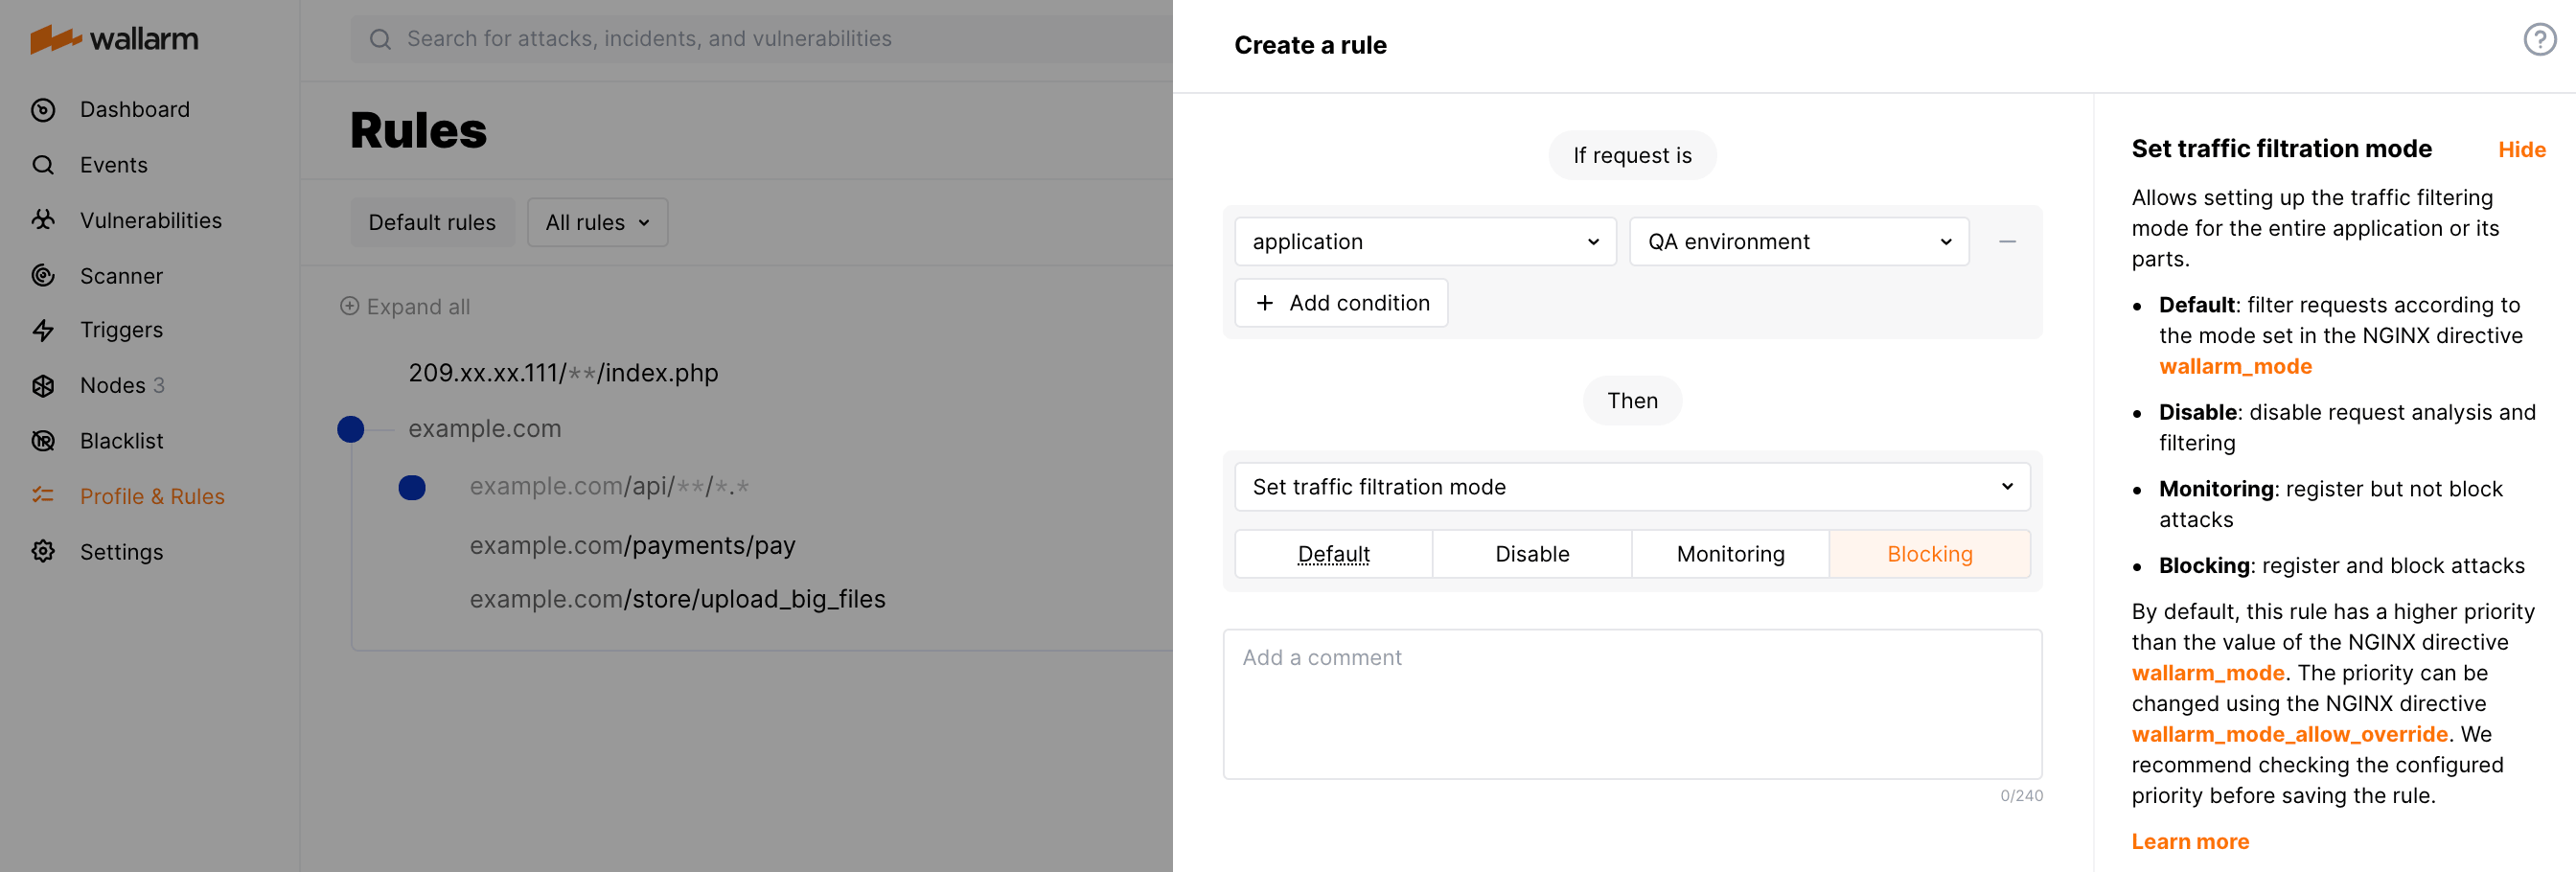 wallarm
Dashboard
Events
Vulnerabilities
Scanner
Triggers
Nodes 3
Blacklist
Profile & Rules
Settings
Search for attacks, incidents, and vulnerabilities
Rules
Default rules
All rules
Expand all
209.xx.xx.111/**/index.php
example.com
example.com/api/**/*.*
example.com/payments/pay
example.com/store/upload_big_files
Create a rule
If request is
application
QA environment
+ Add condition
Then
Set traffic filtration mode
Default
Disable
Monitoring
Blocking
Add a comment
0/240
Set traffic filtration mode
Hide
Allows setting up the traffic filtering
mode for the entire application or its
parts.
• Default: filter requests according to
the mode set in the NGINX directive
wallarm_mode
• Disable: disable request analysis and
filtering
• Monitoring: register but not block
attacks
• Blocking: register and block attacks
By default, this rule has a higher priority
than the value of the NGINX directive
wallarm_mode. The priority can be
changed using the NGINX directive
wallarm_mode_allow_override. We
recommend checking the configured
priority before saving the rule.
Learn more